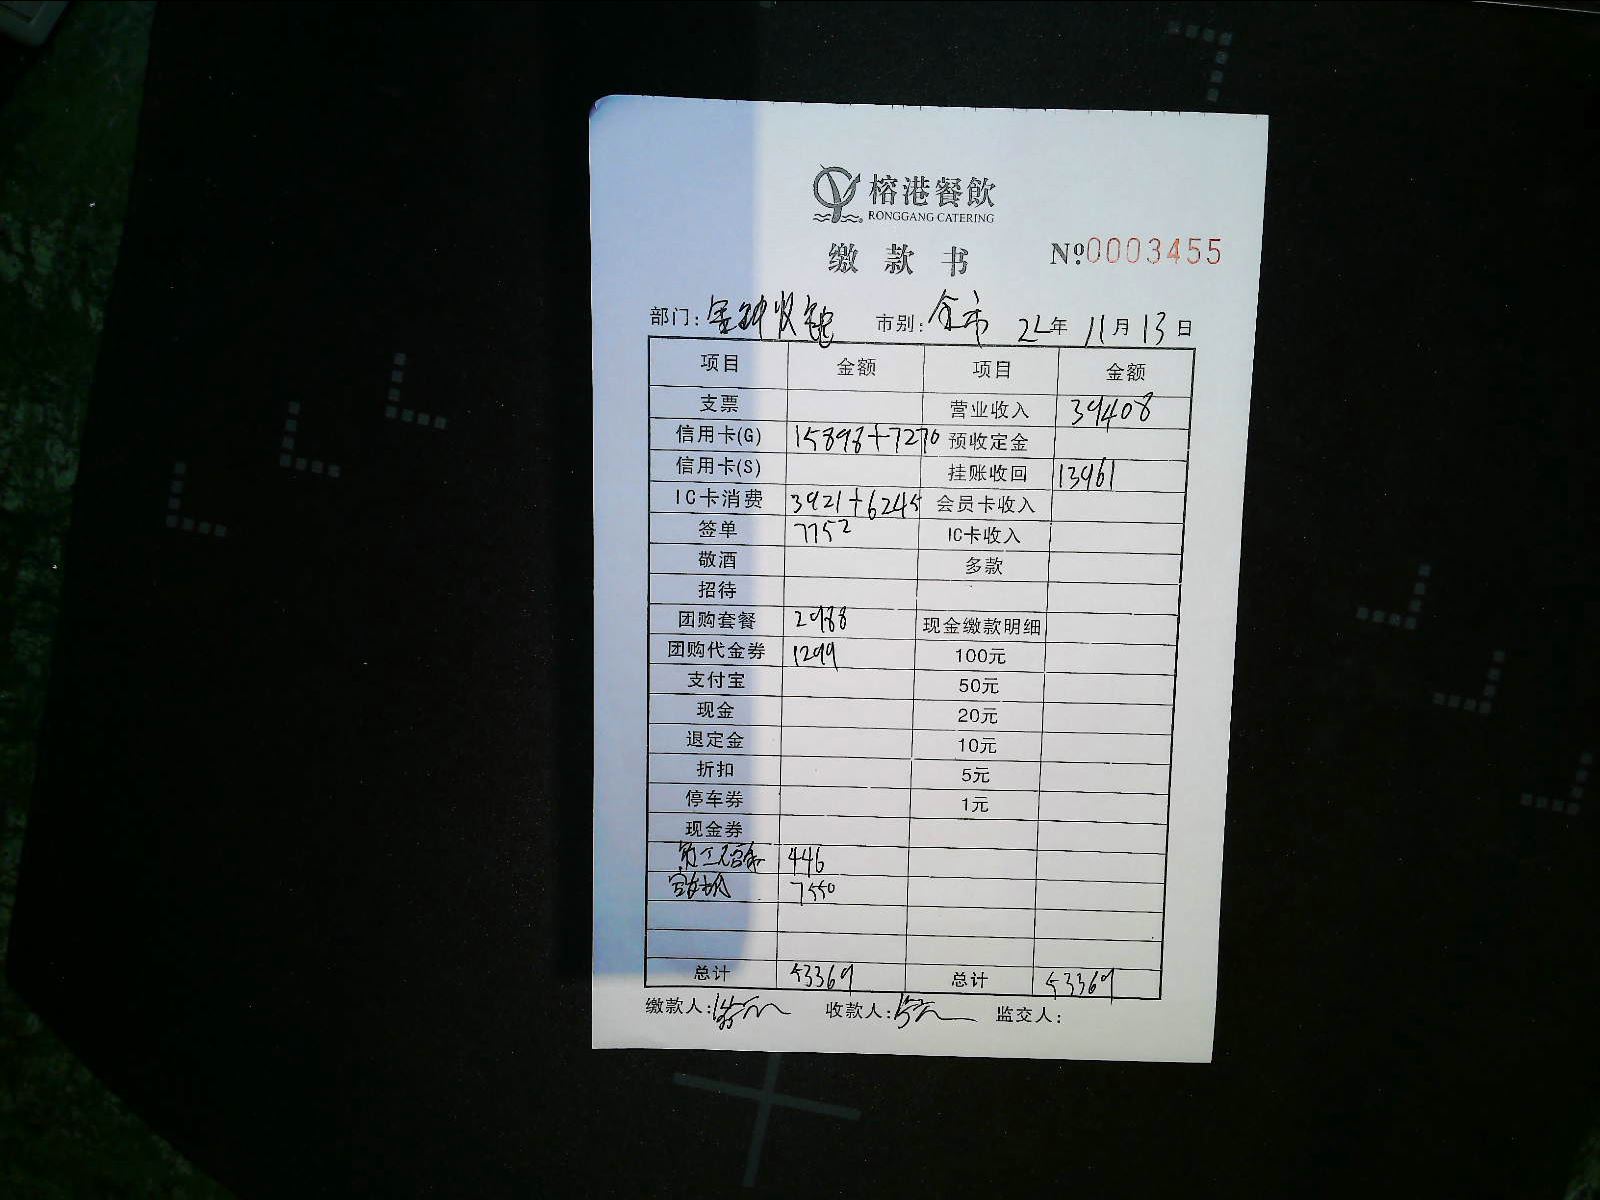 榕港餐飲
RONGGANG CATERING
缴款书 №0003455
部门: 收银 市别: 全市 22年 11月 13日
项目 金额 项目 金额
支票 营业收入 39408
信用卡(G) 15898+7270 预收定金
信用卡(S) 挂账收回 13961
IC卡消费 3921+6245 会员卡收入
签单 7752 IC卡收入
敬酒 多款
招待
团购套餐 2988 现金缴款明细
团购代金券 1299 100元
支付宝 50元
现金 20元
退定金 10元
折扣 5元
停车券 1元
现金券
员工 446
7550
总计 53369 总计 53369
缴款人: 收款人: 监交人: